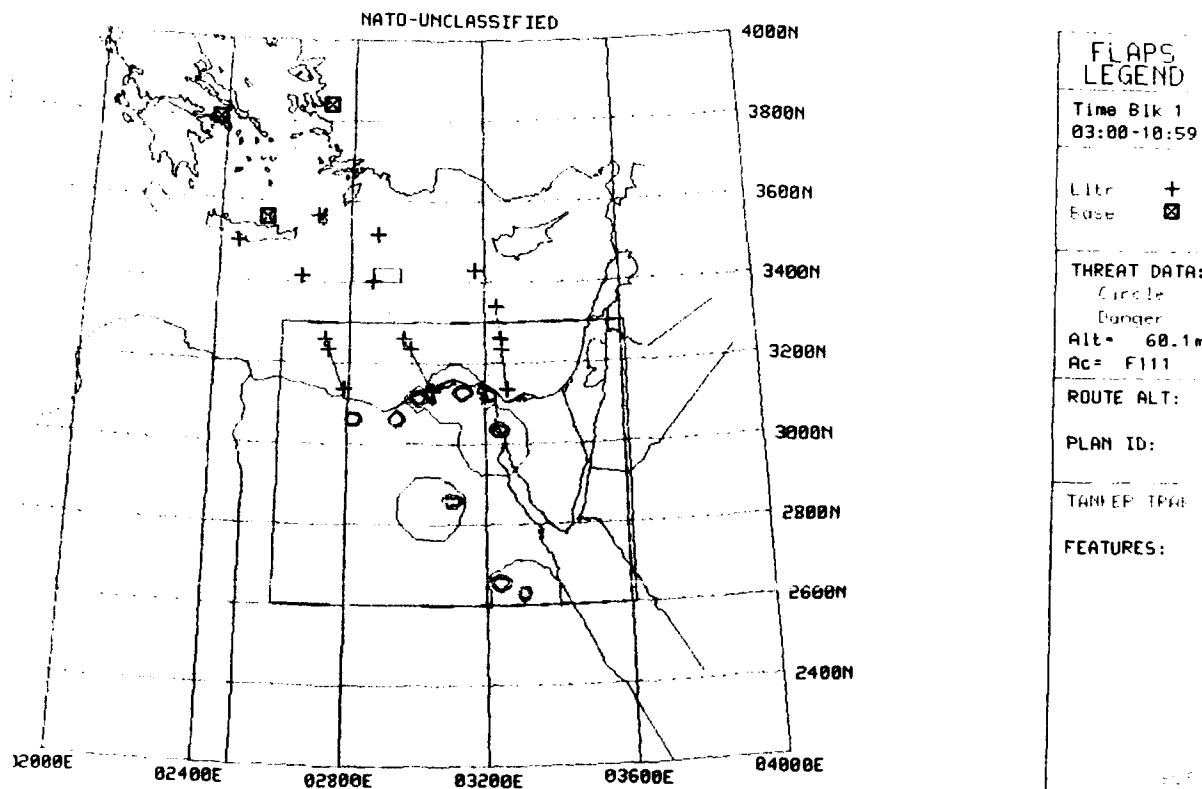 NATO-UNCLASSIFIED
4000N
3800N
3600N
3400N
3200N
3000N
2800N
2600N
2400N
02400E
02800E
03200E
03600E
04000E
FLAPS
LEGEND
Time Blk 1
03:00-10:59
Base
THREAT DATA:
Circle
Danger
Alt= 60.1m
Ac= F111
ROUTE ALT:
PLAN ID:
FEATURES: